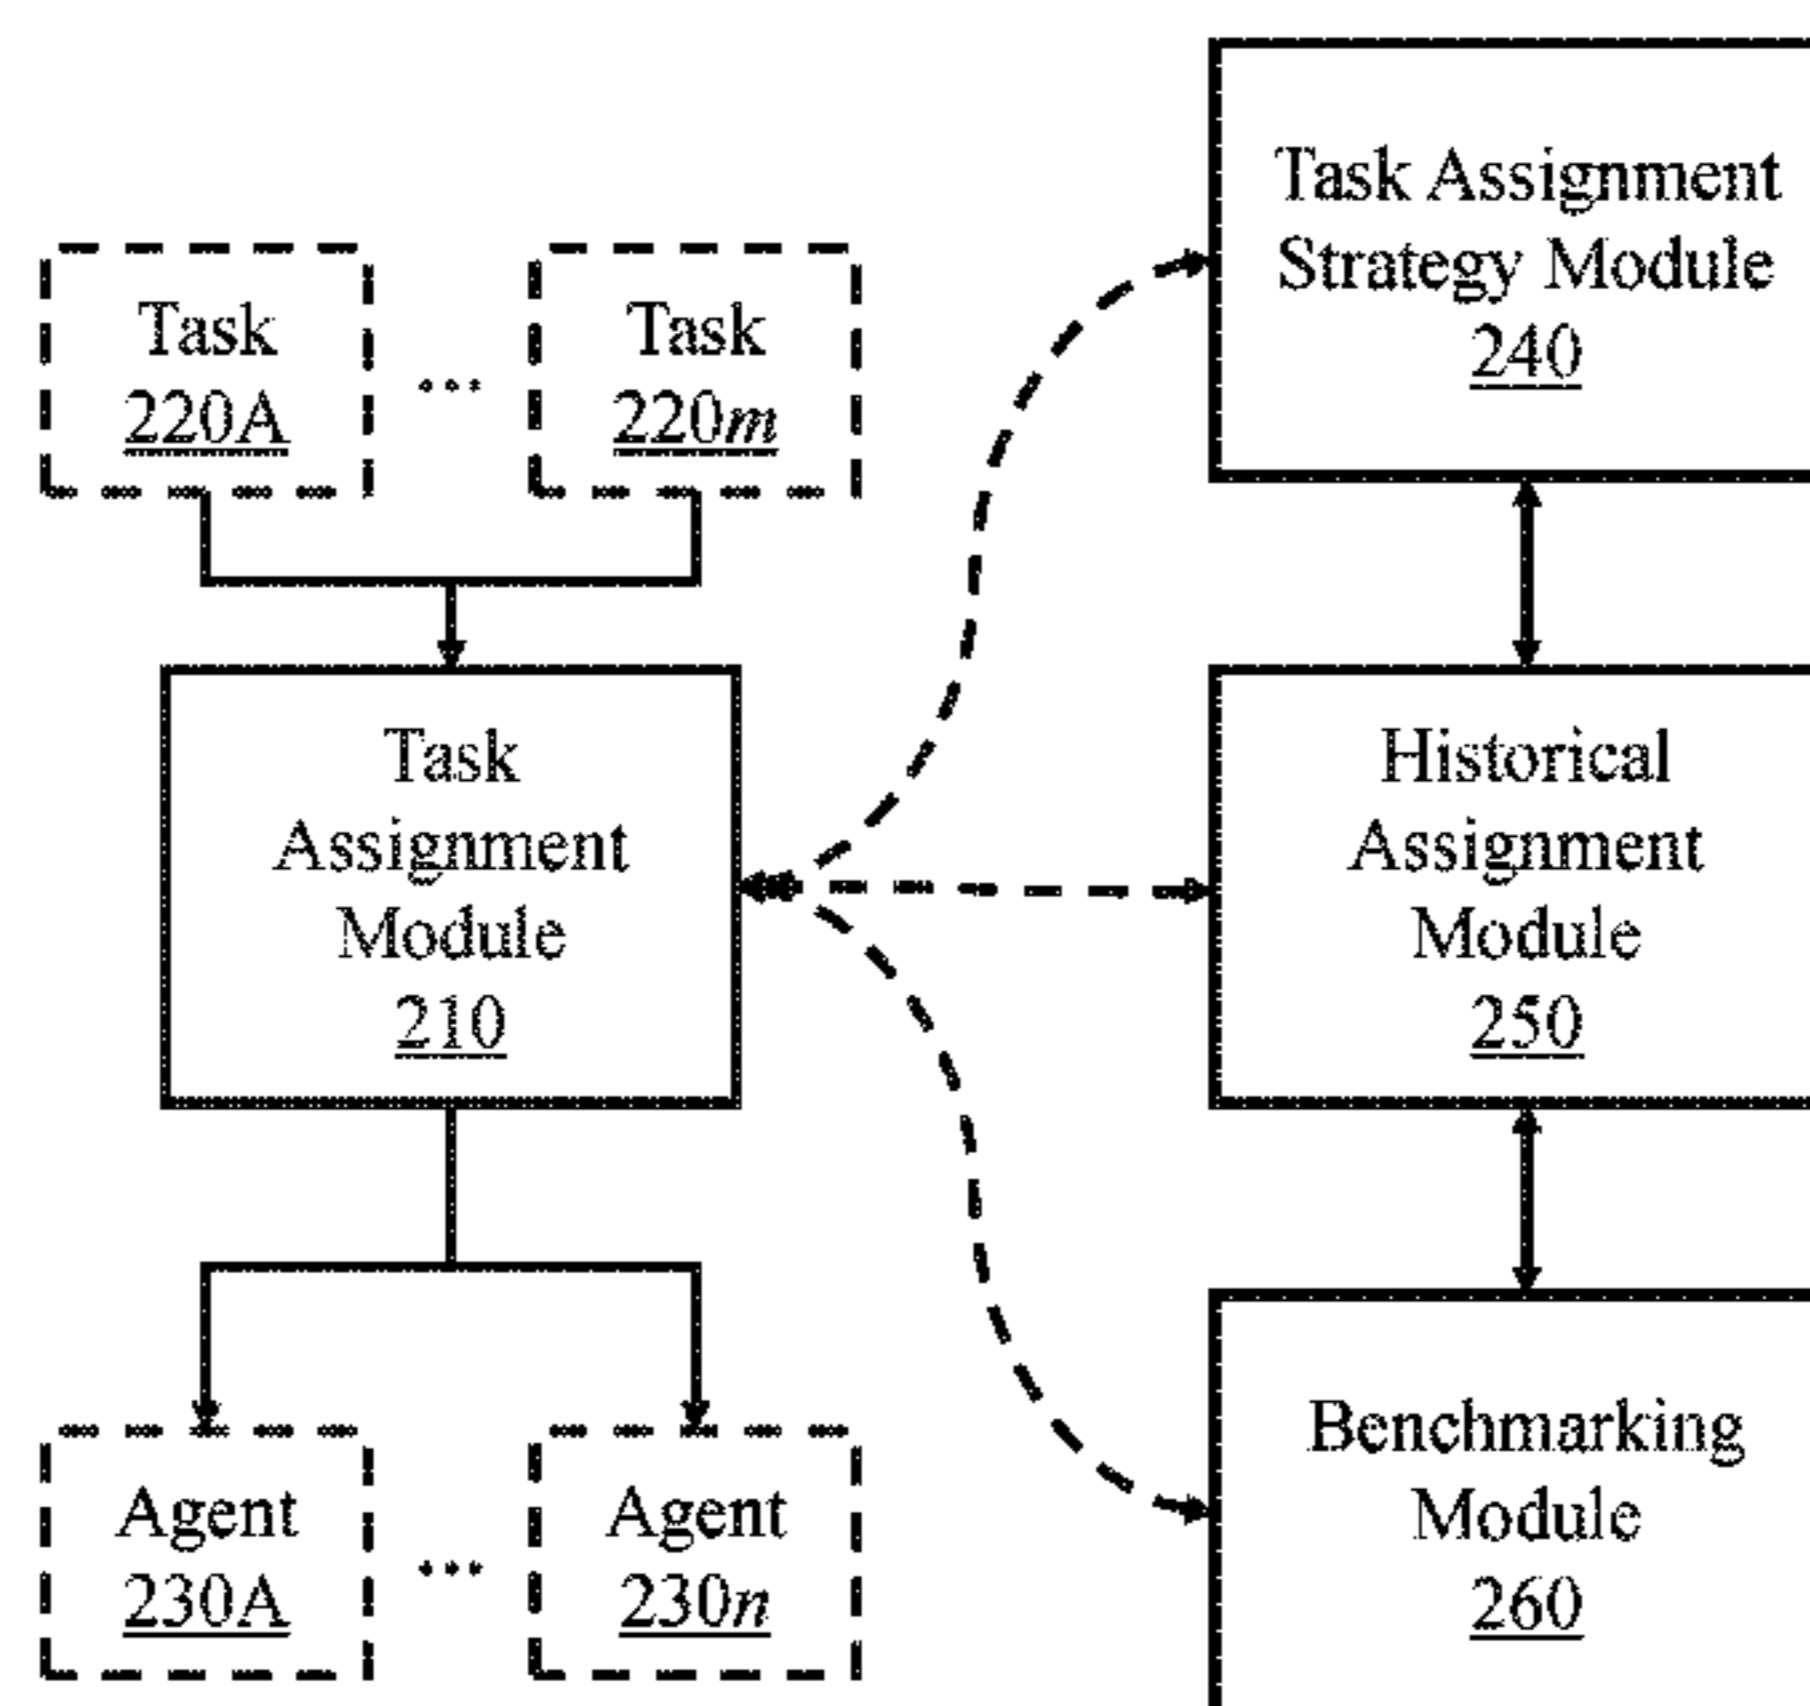 Task Assignment
Strategy Module
240
Task
220A
...
Task
220m
Task
Assignment
Module
210
Historical
Assignment
Module
250
Agent
230A
...
Agent
230n
Benchmarking
Module
260